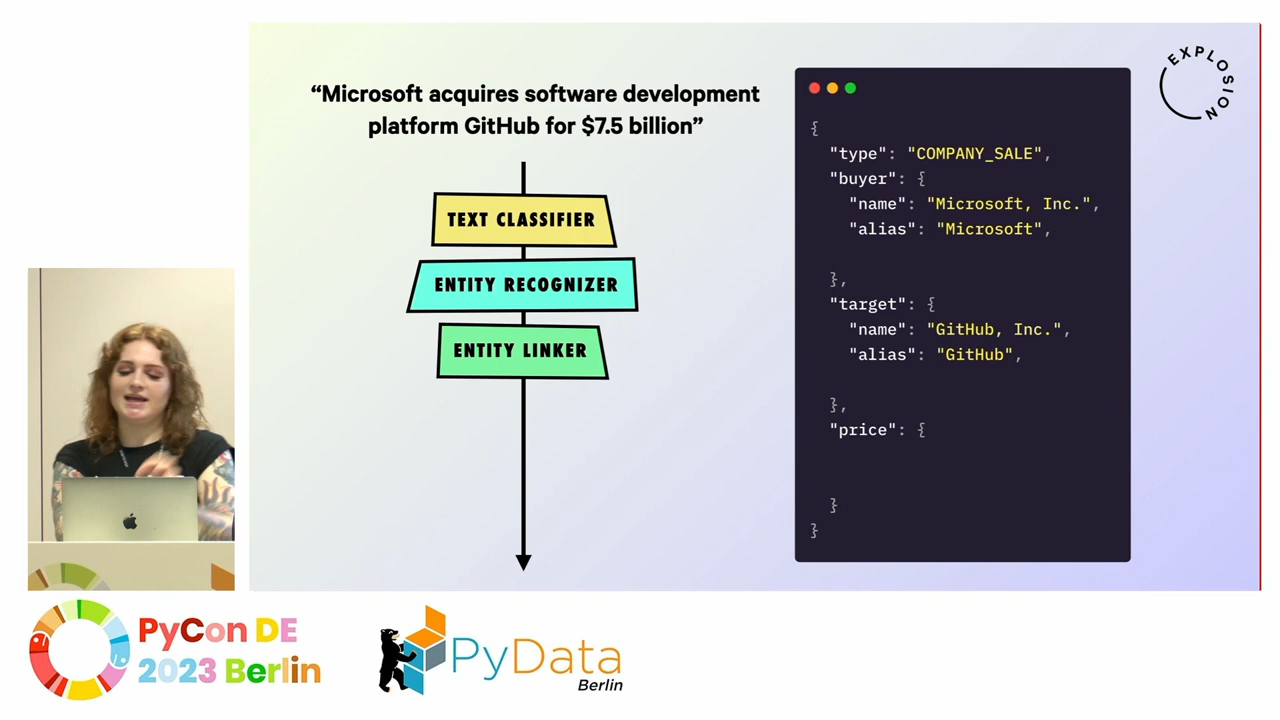 “Microsoft acquires software development
platform GitHub for $7.5 billion”
TEXT CLASSIFIER
ENTITY RECOGNIZER
ENTITY LINKER
{
"type": "COMPANY_SALE",
"buyer": {
"name": "Microsoft, Inc.",
"alias": "Microsoft",
},
"target": {
"name": "GitHub, Inc.",
"alias": "GitHub",
},
"price": {
}
}
EXPLOSION
PyCon DE
2023 Berlin
PyData
Berlin